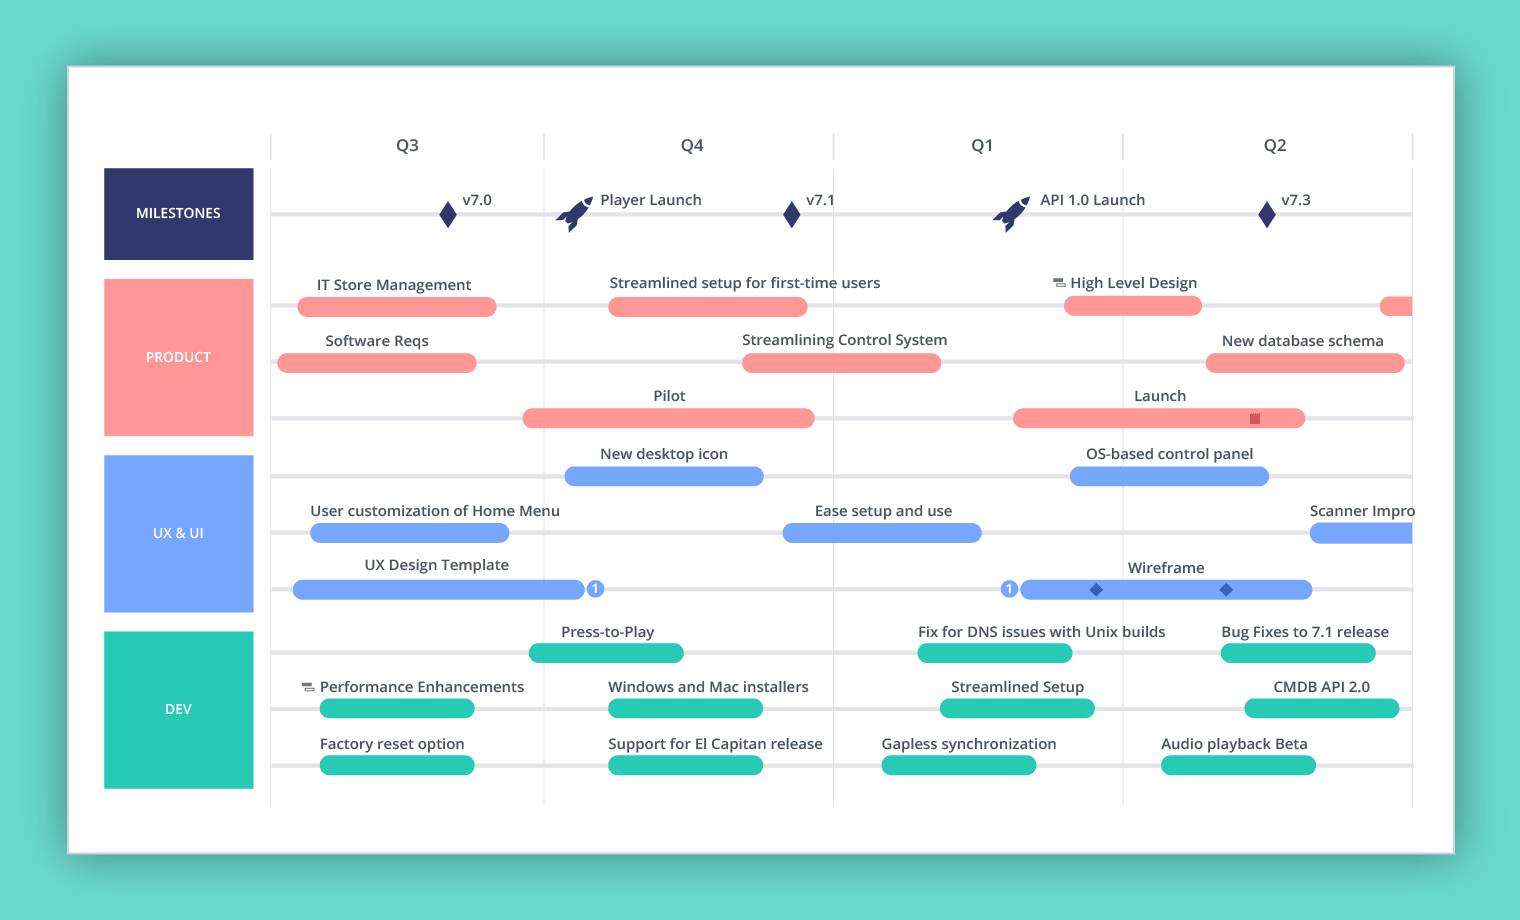 Q3
Q4
Q1
Q2
MILESTONES
v7.0
Player Launch
v7.1
API 1.0 Launch
v7.3
PRODUCT
IT Store Management
Streamlined setup for first-time users
High Level Design
Software Reqs
Streamlining Control System
New database schema
Pilot
Launch
UX & UI
New desktop icon
OS-based control panel
User customization of Home Menu
Ease setup and use
Scanner Impro
UX Design Template
1
1
Wireframe
DEV
Press-to-Play
Fix for DNS issues with Unix builds
Bug Fixes to 7.1 release
Performance Enhancements
Windows and Mac installers
Streamlined Setup
CMDB API 2.0
Factory reset option
Support for El Capitan release
Gapless synchronization
Audio playback Beta